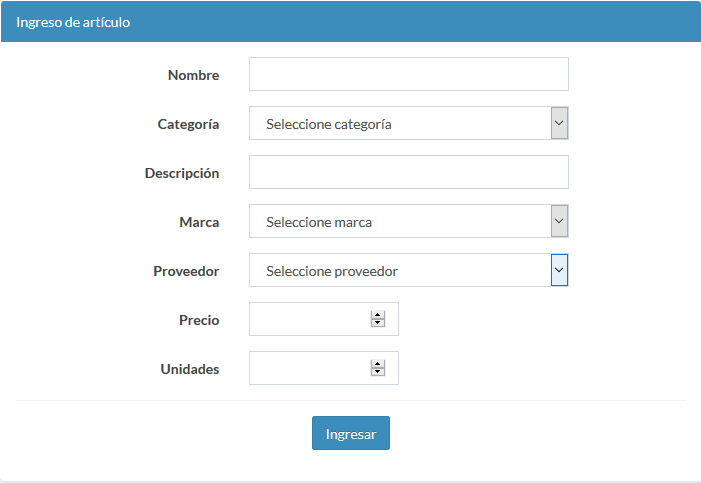 Ingreso de artículo
Nombre
Categoría Seleccione categoría
Descripción
Marca Seleccione marca
Proveedor Seleccione proveedor
Precio
Unidades
Ingresar